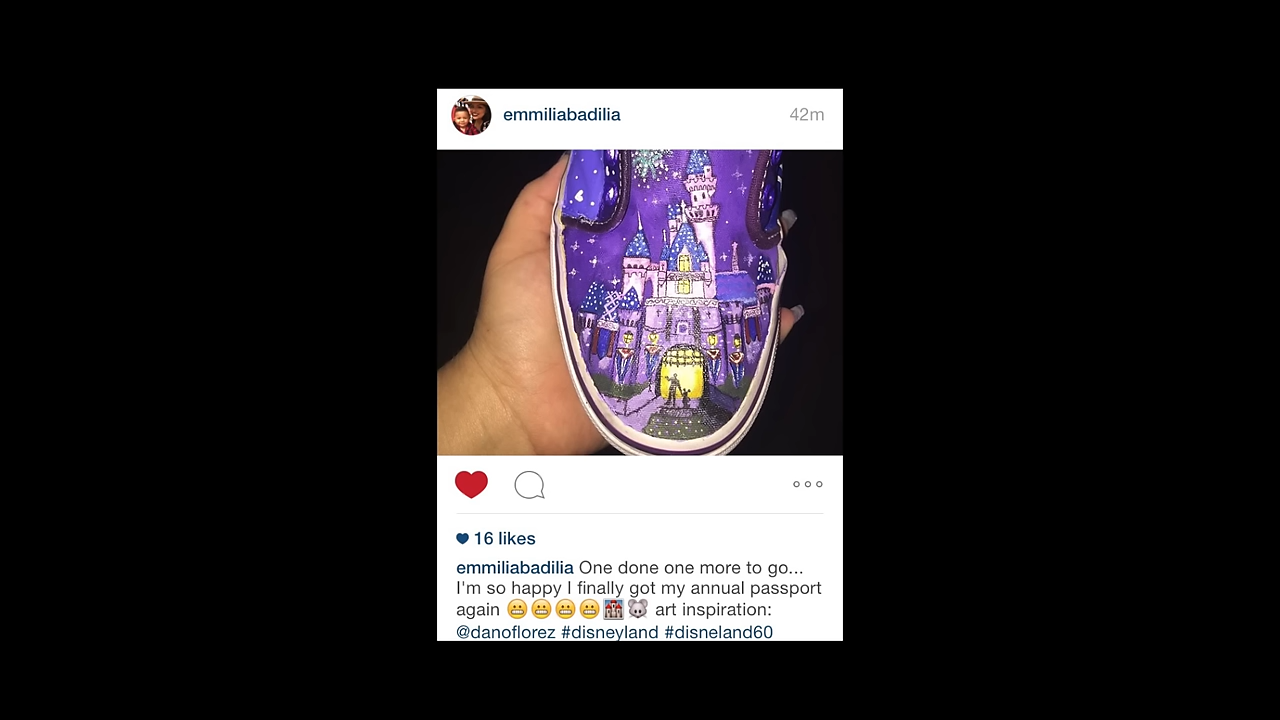 emmiliabadilia 42m
16 likes
emmiliabadilia One done one more to go...
I'm so happy I finally got my annual passport
again 😬😬😬😬🏰🐭 art inspiration:
@danoflorez #disneyland #disneland60